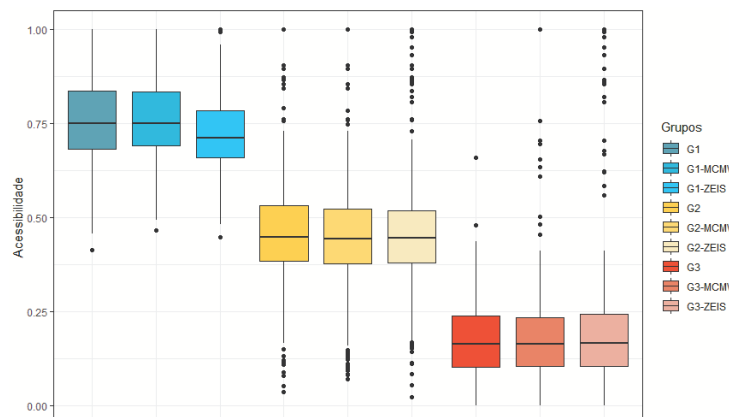 1.00
0.75
0.50
0.25
0.00
Acessibilidade
Grupos
G1
G1-MCMV
G1-ZEIS
G2
G2-MCMV
G2-ZEIS
G3
G3-MCMV
G3-ZEIS